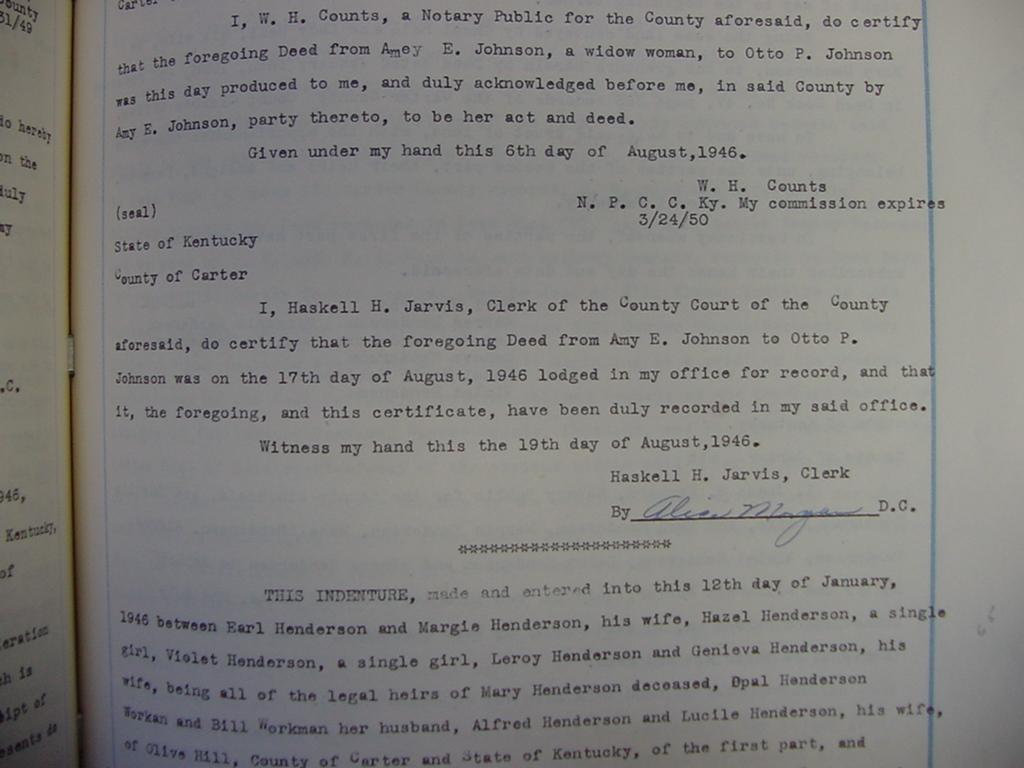 Carter
I, W. H. Counts, a Notary Public for the County aforesaid, do certify
that the foregoing Deed from Amey E. Johnson, a widow woman, to Otto P. Johnson
was this day produced to me, and duly acknowledged before me, in said County by
Amy E. Johnson, party thereto, to be her act and deed.
Given under my hand this 6th day of August,1946.
W. H. Counts
N. P. C. C. Ky. My commission expires
(seal)
3/24/50
State of Kentucky
County of Carter
I, Haskell H. Jarvis, Clerk of the County Court of the County
aforesaid, do certify that the foregoing Deed from Amy E. Johnson to Otto P.
Johnson was on the 17th day of August, 1946 lodged in my office for record, and that
it, the foregoing, and this certificate, have been duly recorded in my said office.
Witness my hand this the 19th day of August,1946.
Haskell H. Jarvis, Clerk
By D.C.
**********************
THIS INDENTURE, made and entered into this 12th day of January,
1946 between Earl Henderson and Margie Henderson, his wife, Hazel Henderson, a single
girl, Violet Henderson, a single girl, Leroy Henderson and Genieva Henderson, his
wife, being all of the legal heirs of Mary Henderson deceased, Opal Henderson
Workan and Bill Workman her husband, Alfred Henderson and Lucile Henderson, his wife,
of Olive Hill, County of Carter and State of Kentucky, of the first part, and